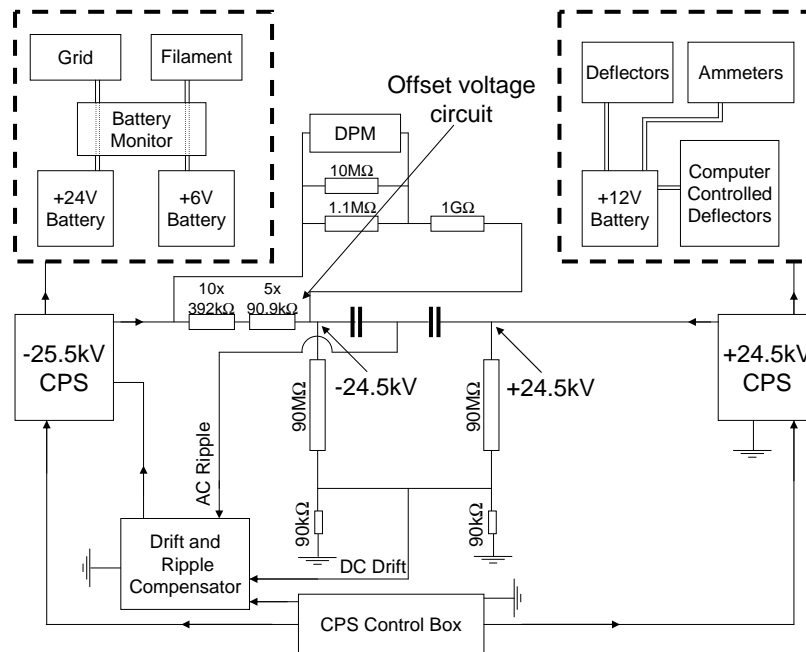 Grid
Filament
Battery
Monitor
+24V
Battery
+6V
Battery
Offset voltage
circuit
DPM
10MΩ
1.1MΩ
1GΩ
Deflectors
Ammeters
+12V
Battery
Computer
Controlled
Deflectors
10x
392kΩ
5x
90.9kΩ
-25.5kV
CPS
-24.5kV
+24.5kV
+24.5kV
CPS
90MΩ
90MΩ
AC Ripple
90kΩ
90kΩ
Drift and
Ripple
Compensator
DC Drift
CPS Control Box